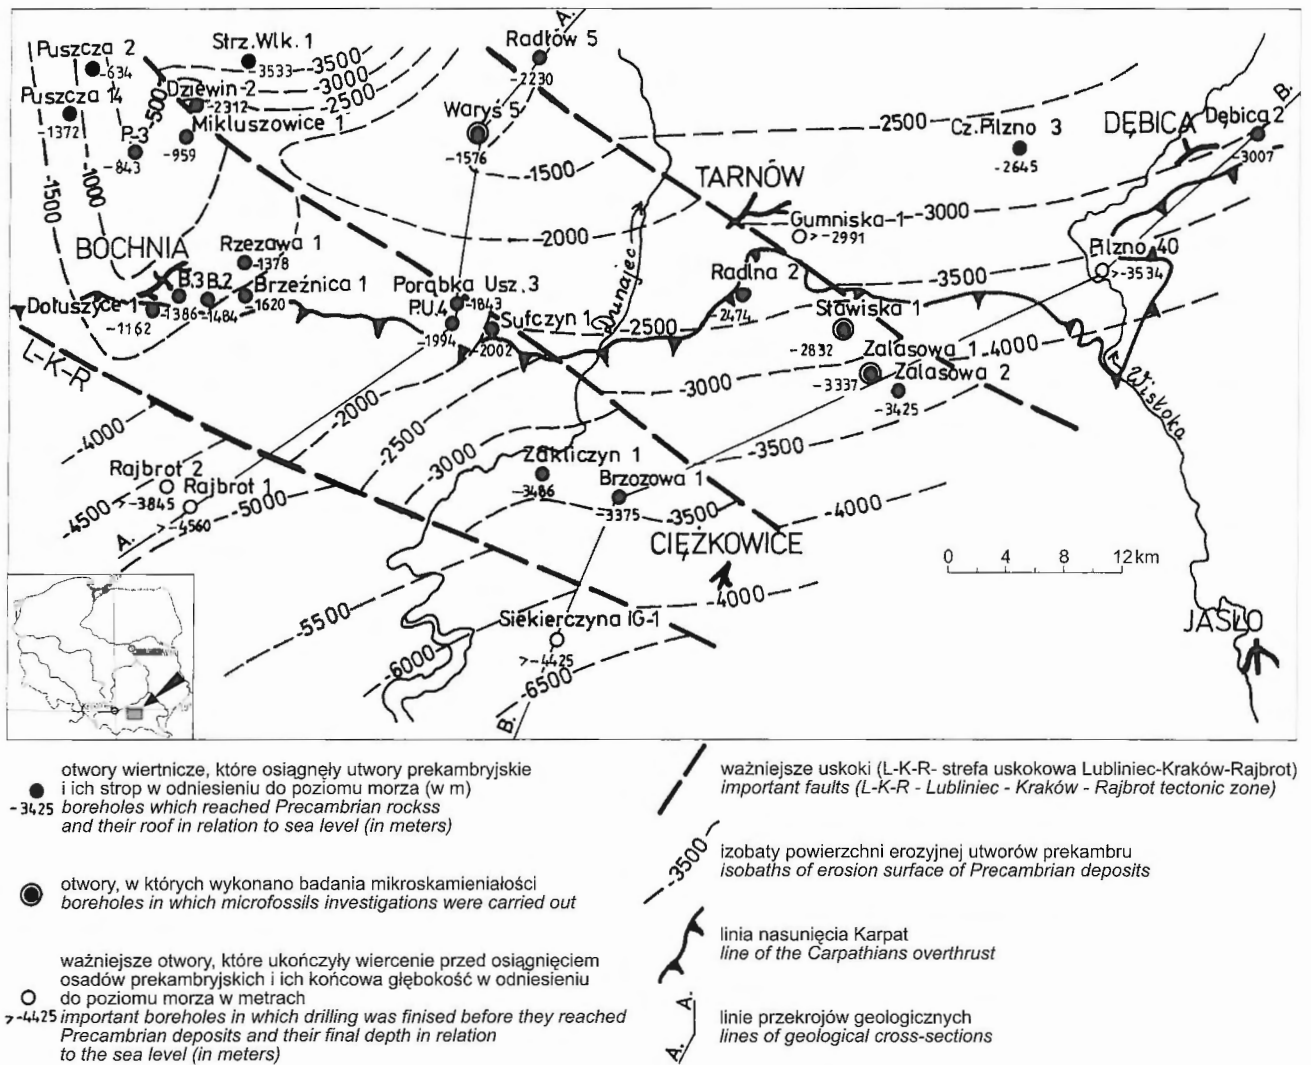 Puszcza 2
-634
Strz.Wlk. 1
-3533
-3500
-3000
-2500
Radłów 5
-2230
A.
Puszcza 14
-1372
-500
Dziewin-2
-2312
Mikluszowice 1
-959
P.-3
-843
-1000
-1500
Waryś 5
-1576
-1500
-2000
-2500
Cz.Pilzno 3
-2645
DĘBICA
Dębica 2
-3007
B.
TARNÓW
Gumniska-1
>-2991
-3000
BOCHNIA
Rzezawa 1
-1378
B.3
B.2
-1386
-1484
Brzeźnica 1
-1620
Dołuszyce-1
-1162
Porąbka Usz.3
-1843
P.U.4
-1994
Sufczyn 1
-2002
Dunajec
-2500
Radlna 2
-2474
-3500
Pilzno 40
>-3534
Stawiska 1
-2832
Zalasowa 1
-3337
-4000
Zalasowa 2
-3425
-3000
Wisłoka
L-K-R
-4000
-2000
-2500
-3000
-3500
Rajbrot 2
>-3845
Rajbrot 1
>-4560
-4500
-5000
A.
Zakliczyn 1
-3486
Brzozowa 1
-3375
-3500
-4000
CIĘŻKOWICE
0 4 8 12km
-4000
-5500
Siekierczyna IG-1
>-4425
-6000
-6500
B.
JASŁO
otwory wiertnicze, które osiągnęły utwory prekambryjskie
i ich strop w odniesieniu do poziomu morza (w m)
-3425 boreholes which reached Precambrian rockss
and their roof in relation to sea level (in meters)
otwory, w których wykonano badania mikroskamieniałości
boreholes in which microfossils investigations were carried out
ważniejsze otwory, które ukończyły wiercenie przed osiągnięciem
osadów prekambryjskich i ich końcowa głębokość w odniesieniu
do poziomu morza w metrach
>-4425 important boreholes in which drilling was finised before they reached
Precambrian deposits and their final depth in relation
to the sea level (in meters)
ważniejsze uskoki (L-K-R- strefa uskokowa Lubliniec-Kraków-Rajbrot)
important faults (L-K-R - Lubliniec - Kraków - Rajbrot tectonic zone)
-3500
izobaty powierzchni erozyjnej utworów prekambru
isobaths of erosion surface of Precambrian deposits
linia nasunięcia Karpat
line of the Carpathians overthrust
A.
A.
linie przekrojów geologicznych
lines of geological cross-sections